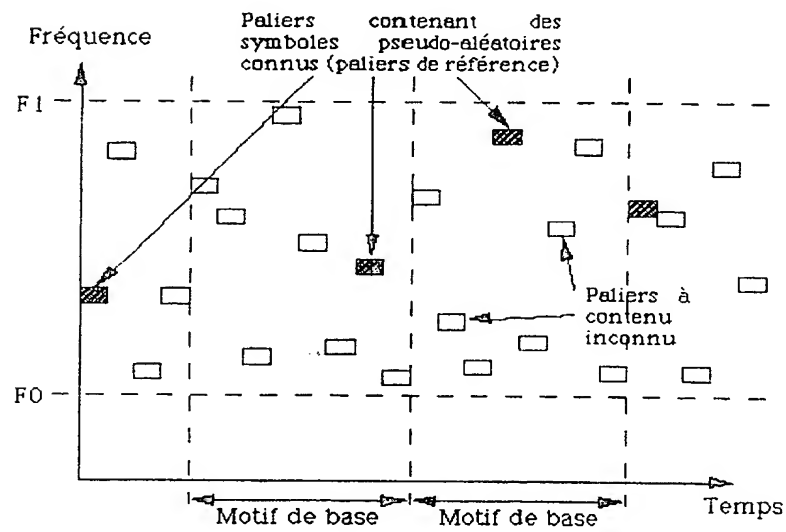 Paliers contenant des
symboles pseudo-aléatoires
connus (paliers de référence)
Fréquence
F1
Paliers à
contenu
inconnu
F0
Temps
Motif de base
Motif de base